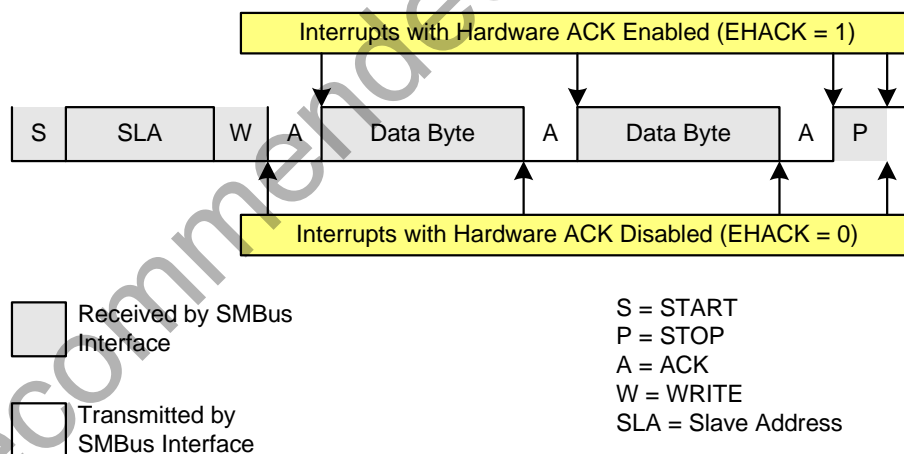 Interrupts with Hardware ACK Enabled (EHACK = 1)
S SLA W A Data Byte A Data Byte A P
Interrupts with Hardware ACK Disabled (EHACK = 0)
Received by SMBus
Interface
Transmitted by
SMBus Interface
S = START
P = STOP
A = ACK
W = WRITE
SLA = Slave Address
ecommende